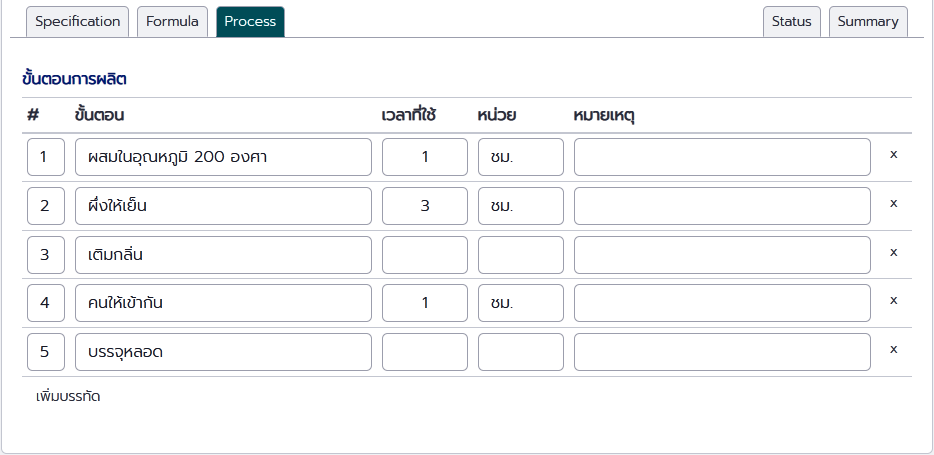 Specification Formula Process Status Summary
ขั้นตอนการผลิต
# ขั้นตอน เวลาที่ใช้ หน่วย หมายเหตุ
1 ผสมในอุณหภูมิ 200 องศา 1 ชม. x
2 ผึ่งให้เย็น 3 ชม. x
3 เติมกลิ่น x
4 คนให้เข้ากัน 1 ชม. x
5 บรรจุหลอด x
เพิ่มบรรทัด